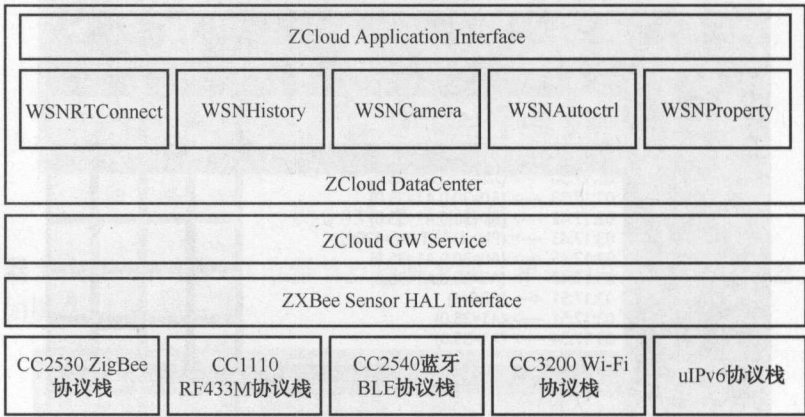 ZCloud Application Interface
WSNRTConnect
WSNHistory
WSNCamera
WSNAutoctrl
WSNProperty
ZCloud DataCenter
ZCloud GW Service
ZXBee Sensor HAL Interface
CC2530 ZigBee
协议栈
CC1110
RF433M协议栈
CC2540蓝牙
BLE协议栈
CC3200 Wi-Fi
协议栈
uIPv6协议栈